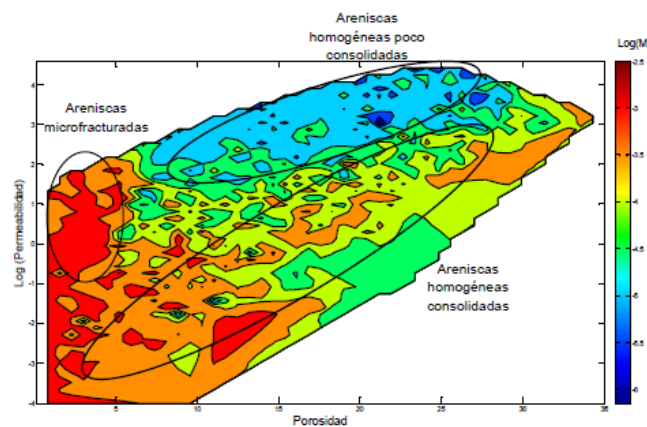 Areniscas
homogéneas poco
consolidadas
Log(M
Areniscas
microfracturadas
Areniscas
homogéneas
consolidadas
Log (Permeabilidad)
4
3
2
1
0
-1
-2
-3
-4
5
10
15
20
25
30
35
Porosidad
-2.5
-3
-3.5
-4
-4.5
-5
-5.5
-6